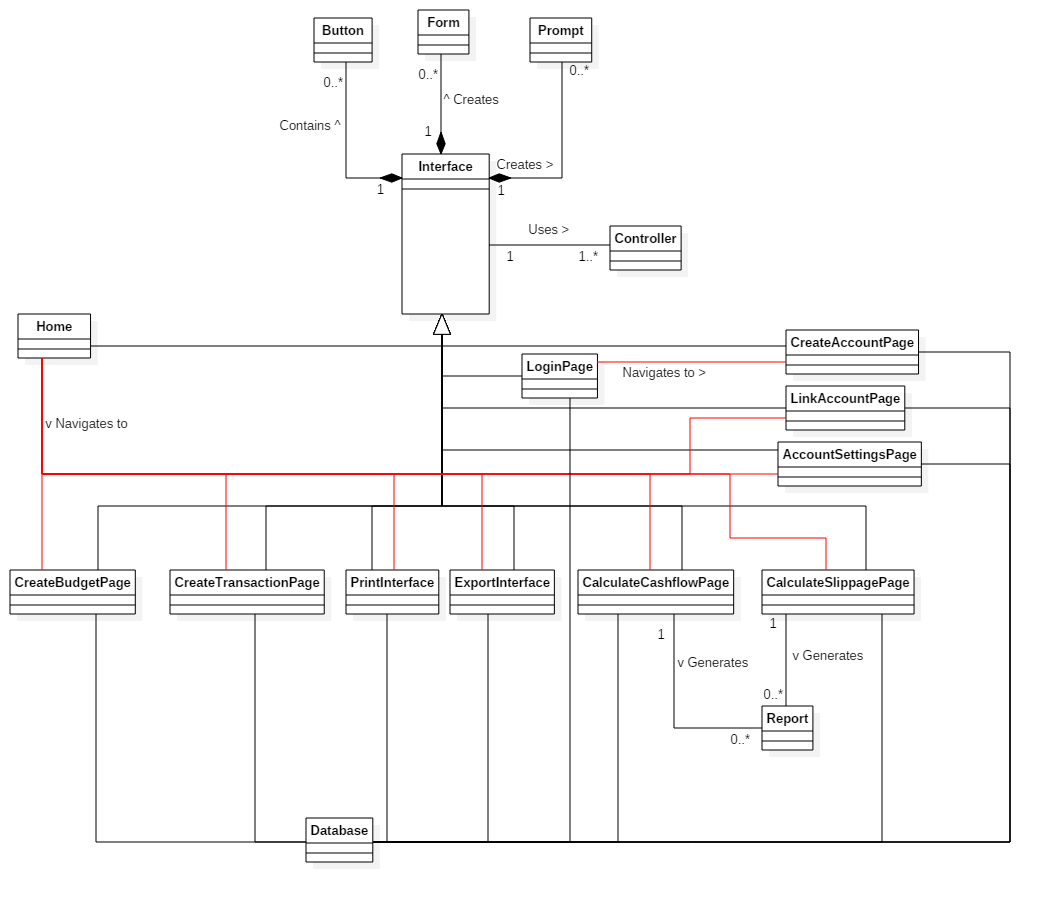 Button
Form
Prompt
0..*
0..*
0..*
Contains ^
^ Creates
1
Interface
Creates >
1
1
Uses >
Controller
1
1..*
Home
CreateAccountPage
LoginPage
Navigates to >
LinkAccountPage
v Navigates to
AccountSettingsPage
CreateBudgetPage
CreateTransactionPage
PrintInterface
ExportInterface
CalculateCashflowPage
CalculateSlippagePage
1
1
v Generates
v Generates
0..*
Report
0..*
Database